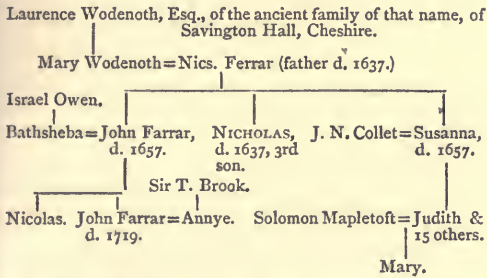 Laurence Wodenoth, Esq., of the ancient family of that name, of
Savington Hall, Cheshire.
Mary Wodenoth=Nics. Ferrar (father d. 1637.)
Israel Owen.
Bathsheba=John Farrar, NICHOLAS, J. N. Collet=Susanna,
d. 1657. d. 1637, 3rd d. 1657.
son.
Sir T. Brook.
Nicolas. John Farrar=Annye. Solomon Mapletoft=Judith &
d. 1719. 15 others.
Mary.